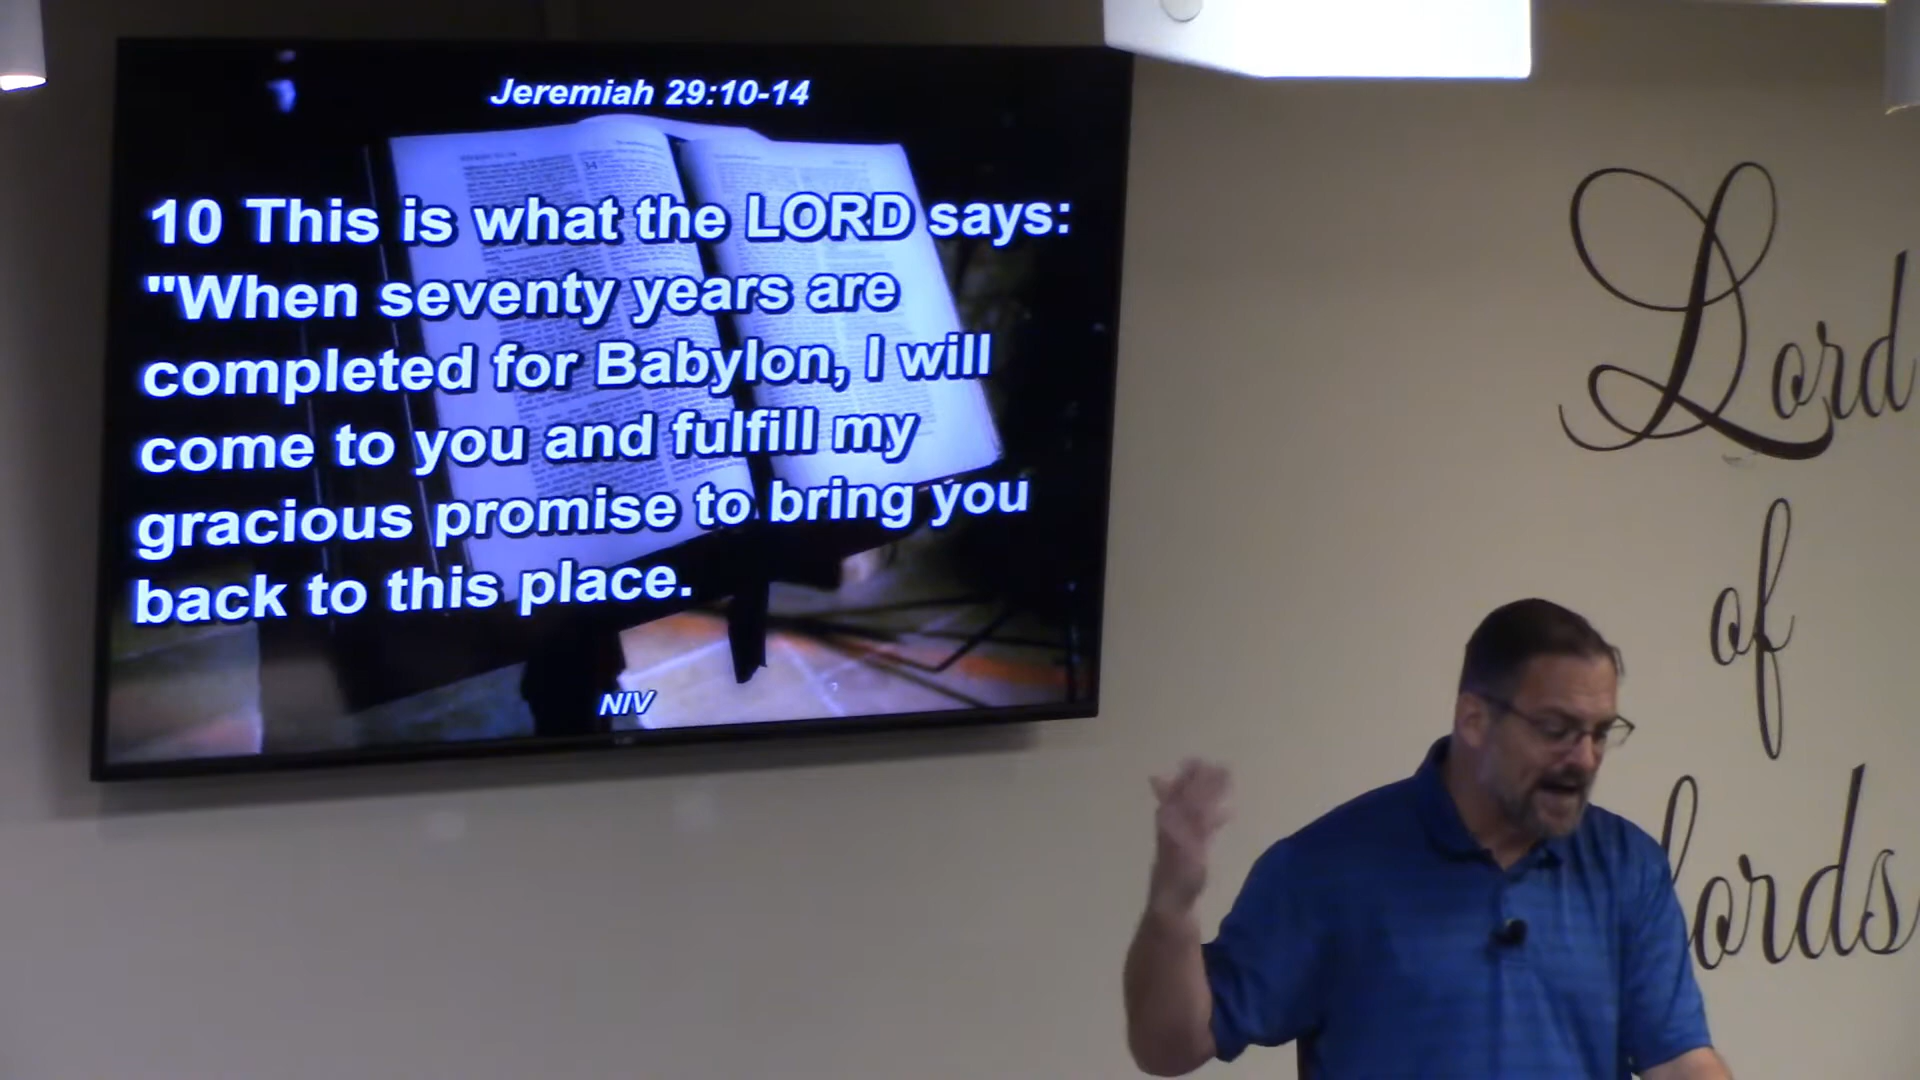 Jeremiah 29:10-14
10 This is what the LORD says:
"When seventy years are
completed for Babylon, I will
come to you and fulfill my
gracious promise to bring you
back to this place.
NIV
Lord
of
Lords